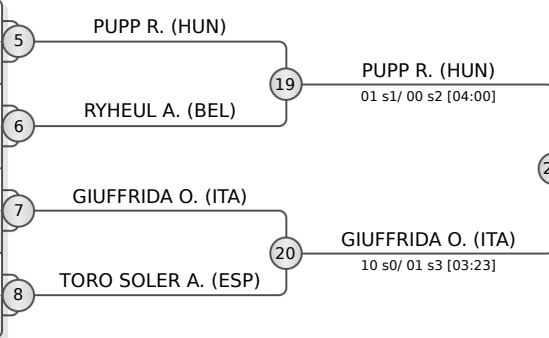 PUPP R. (HUN)
5
19
PUPP R. (HUN)
01 s1/ 00 s2 [04:00]
RYHEUL A. (BEL)
6
2
GIUFFRIDA O. (ITA)
7
20
GIUFFRIDA O. (ITA)
10 s0/ 01 s3 [03:23]
TORO SOLER A. (ESP)
8